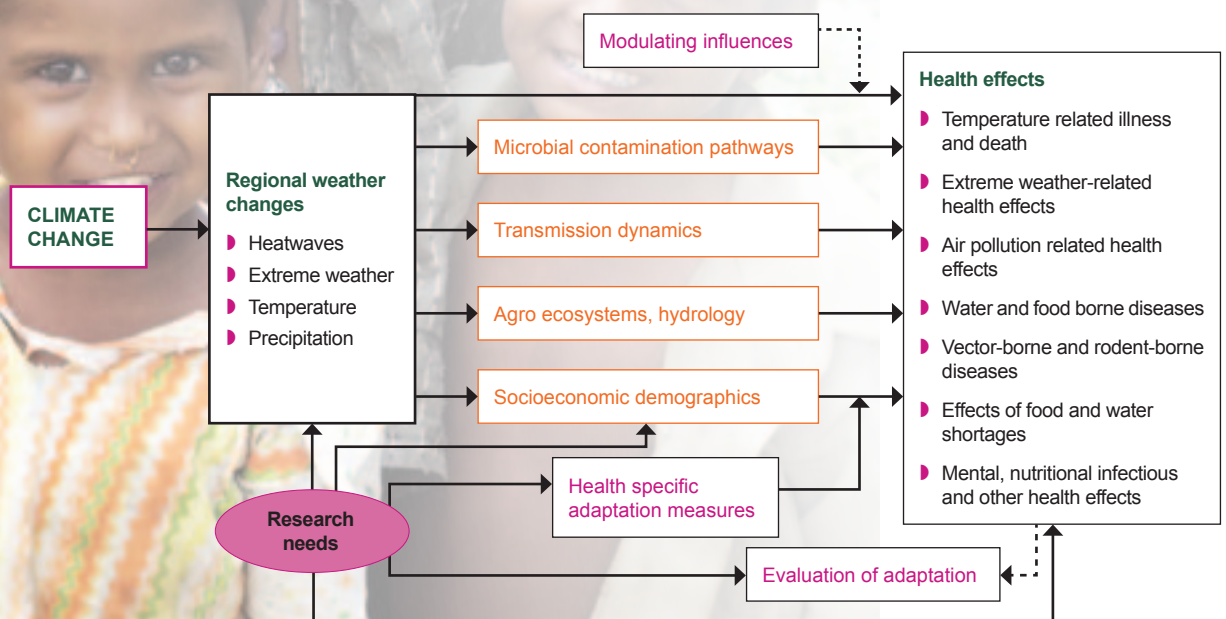 Modulating influences
CLIMATE
CHANGE
Regional weather
changes
Heatwaves
Extreme weather
Temperature
Precipitation
Microbial contamination pathways
Transmission dynamics
Agro ecosystems, hydrology
Socioeconomic demographics
Health effects
Temperature related illness
and death
Extreme weather-related
health effects
Air pollution related health
effects
Water and food borne diseases
Vector-borne and rodent-borne
diseases
Effects of food and water
shortages
Mental, nutritional infectious
and other health effects
Research
needs
Health specific
adaptation measures
Evaluation of adaptation